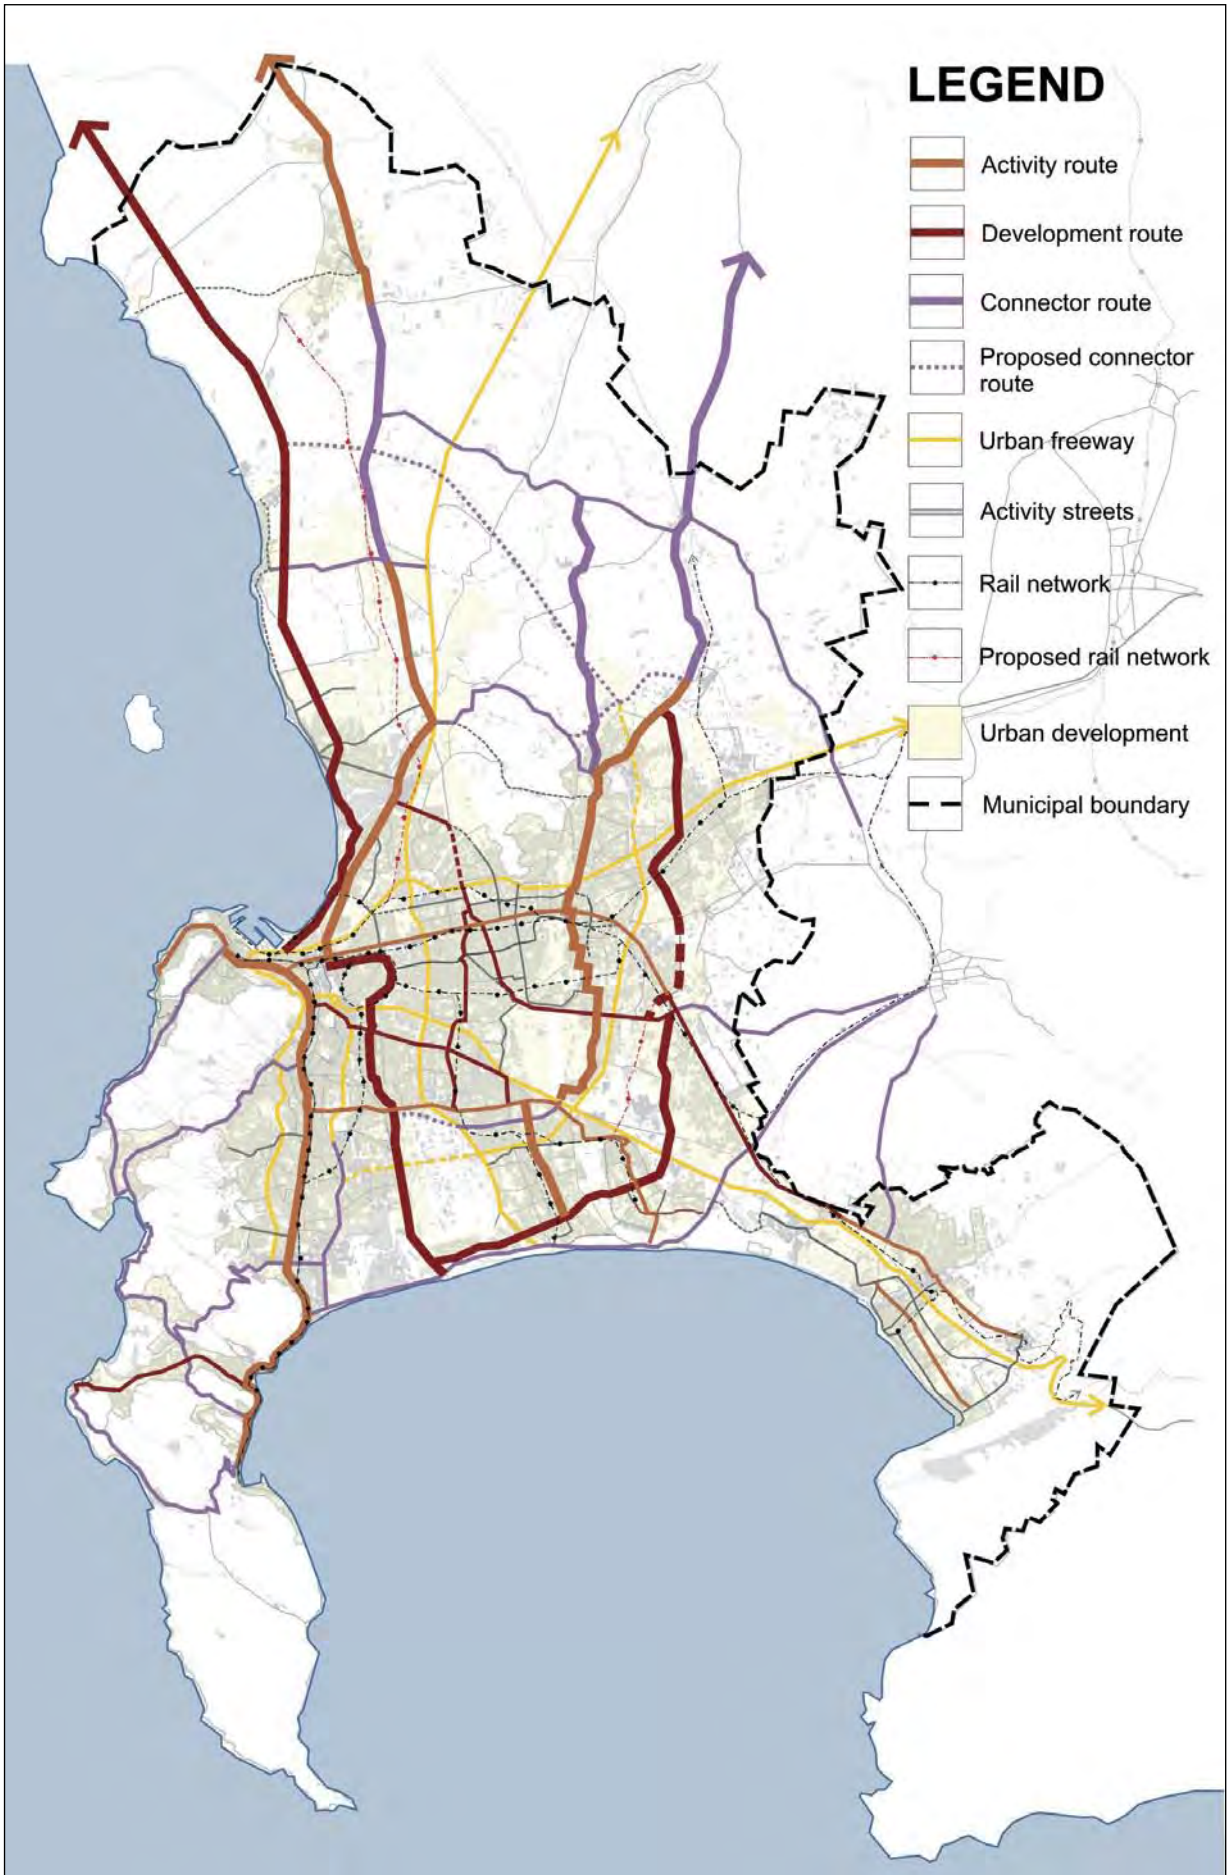 LEGEND
Activity route
Development route
Connector route
Proposed connector
route
Urban freeway
Activity streets
Rail network
Proposed rail network
Urban development
Municipal boundary